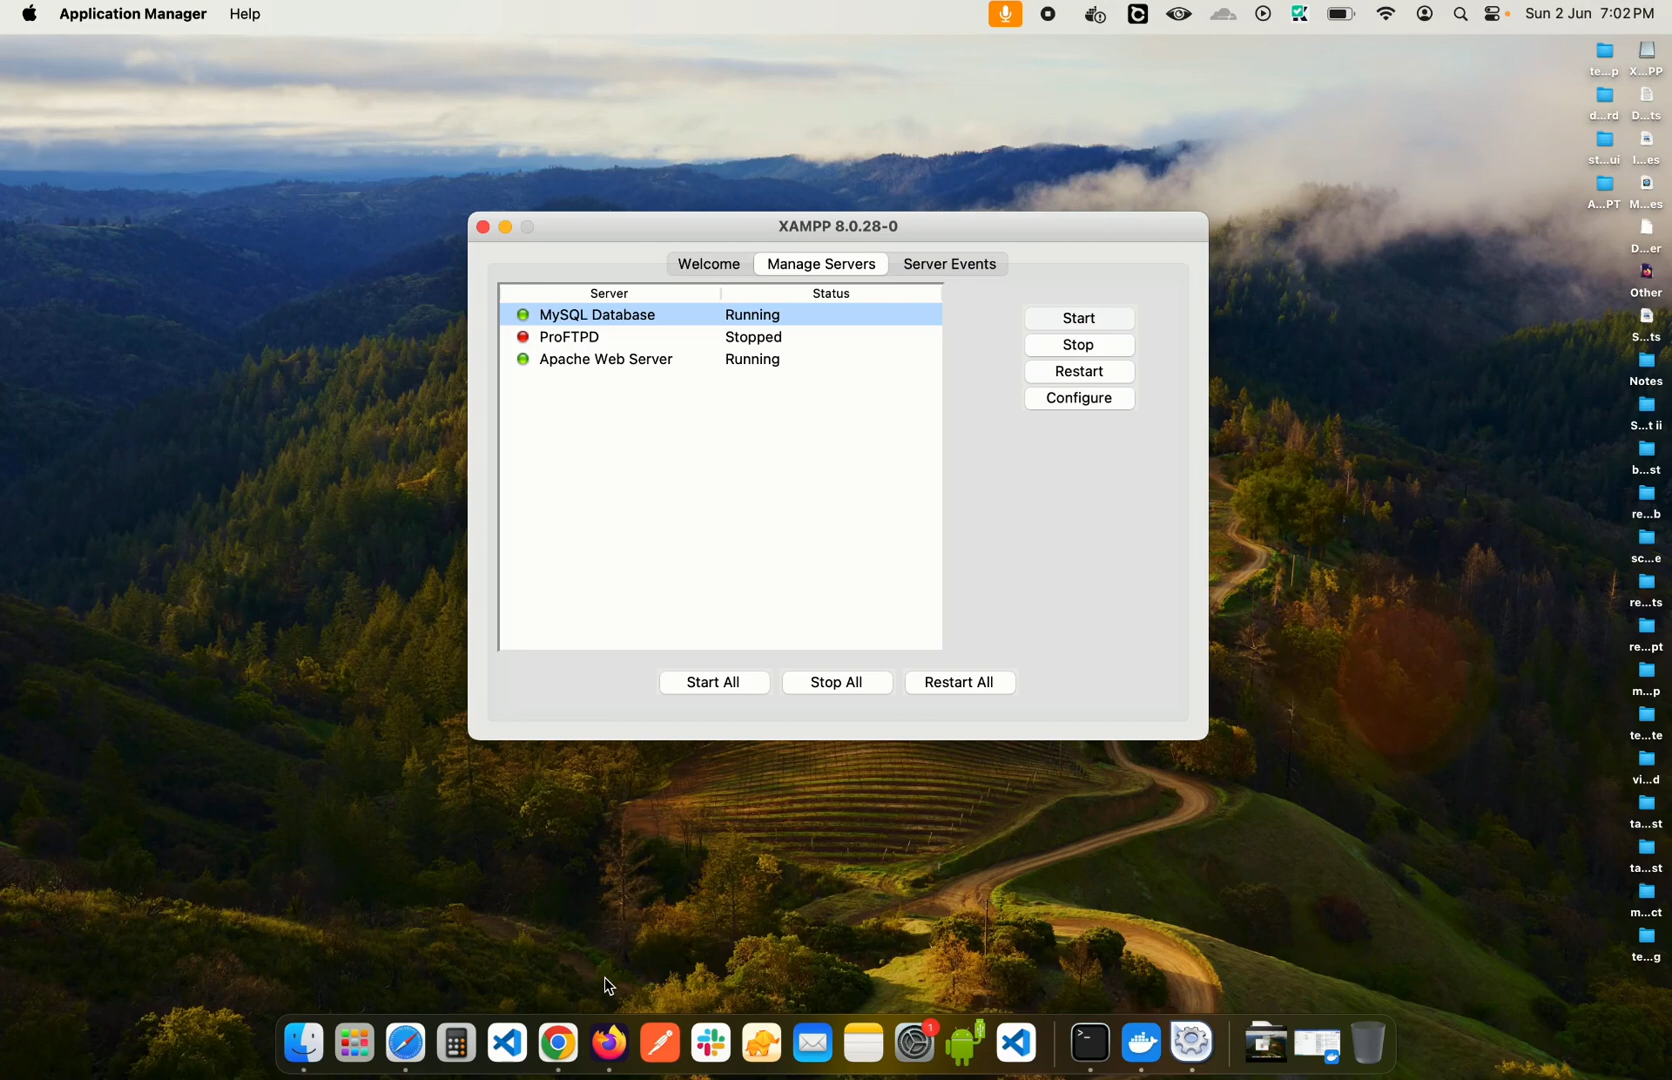 Application Manager Help Sun 2 Jun 7:02 PM
te...p X...PP
d...rd D...ts
st...ui I...es
A...PT M...es
D...er
Other
S...ts
Notes
S...t ii
b...st
re...b
sc...e
re...ts
re...pt
m...p
te...te
vi...d
ta...st
ta...st
m...ct
te...g
XAMPP 8.0.28-0
Welcome Manage Servers Server Events
Server Status
MySQL Database Running
ProFTPD Stopped
Apache Web Server Running
Start
Stop
Restart
Configure
Start All Stop All Restart All
1